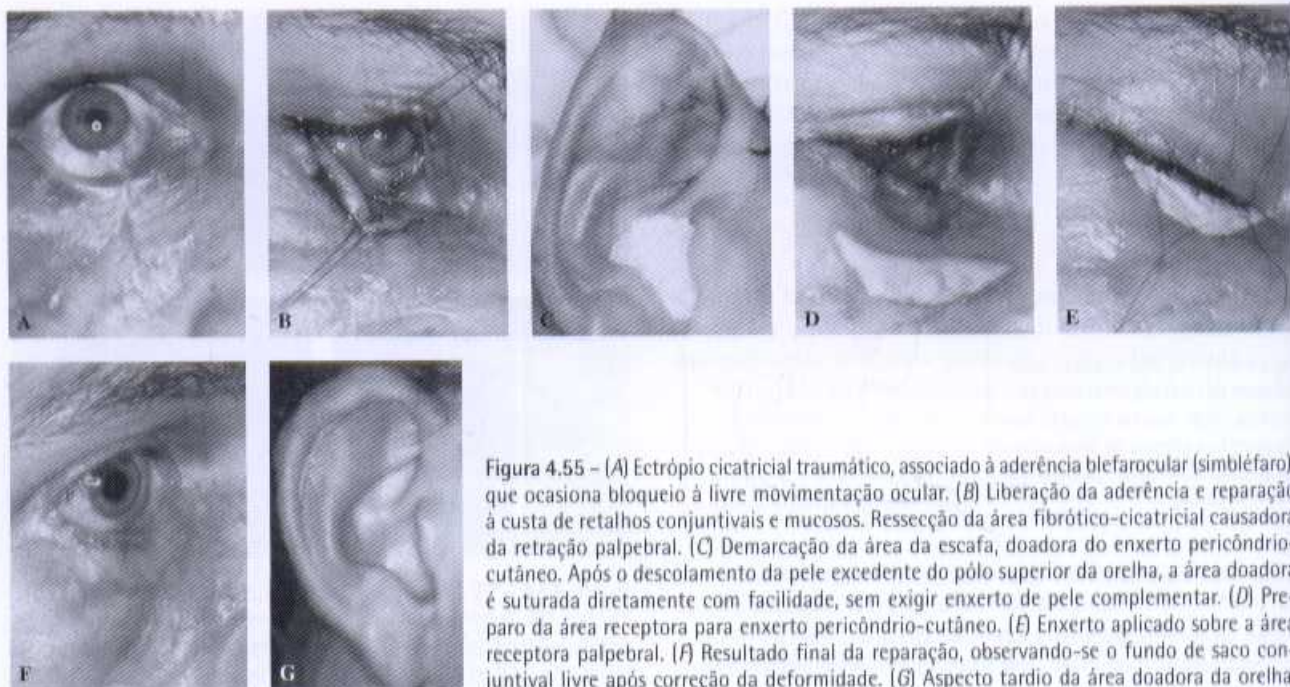 A
B
C
D
E
F
G
Figura 4.55 – (A) Ectrópio cicatricial traumático, associado à aderência blefarocular (simbléfaro)
que ocasiona bloqueio à livre movimentação ocular. (B) Liberação da aderência e reparação
à custa de retalhos conjuntivais e mucosos. Ressecção da área fibrótico-cicatricial causadora
da retração palpebral. (C) Demarcação da área da escafa, doadora do enxerto pericôndrio-
cutâneo. Após o descolamento da pele excedente do pólo superior da orelha, a área doadora
é suturada diretamente com facilidade, sem exigir enxerto de pele complementar. (D) Pre-
paro da área receptora para enxerto pericôndrio-cutâneo. (E) Enxerto aplicado sobre a área
receptora palpebral. (F) Resultado final da reparação, observando-se o fundo de saco con-
juntival livre após correção da deformidade. (G) Aspecto tardio da área doadora da orelha